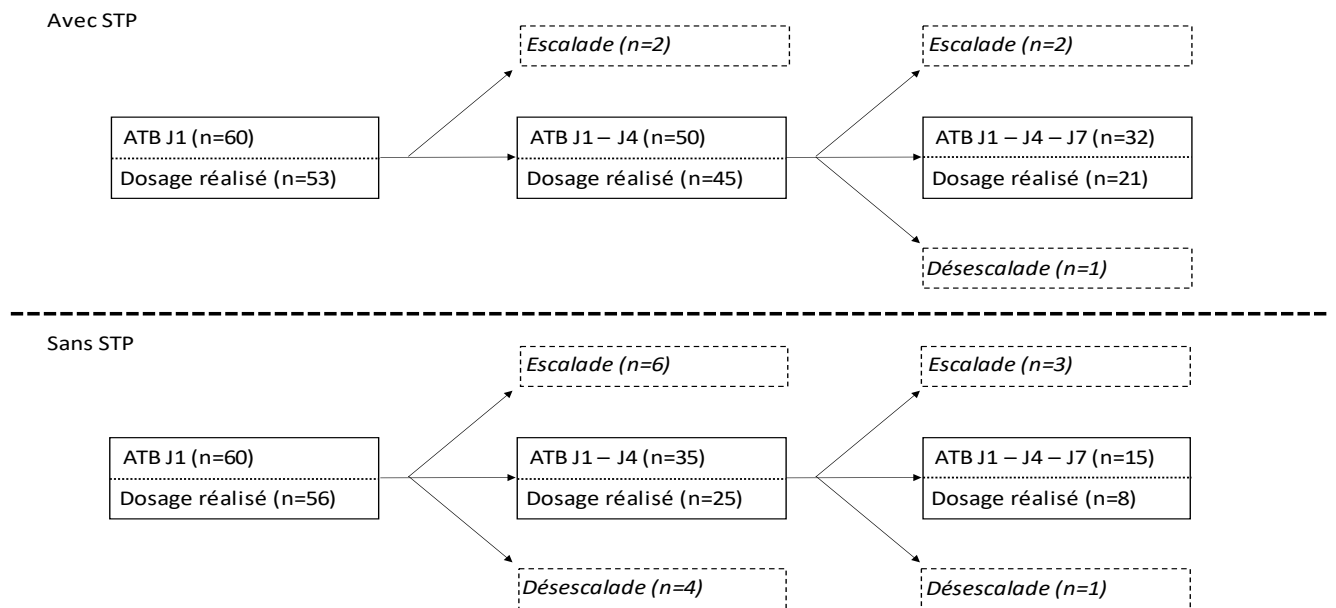 Avec STP
Escalade (n=2)
Escalade (n=2)
ATB J1 (n=60)
ATB J1 – J4 (n=50)
ATB J1 – J4 – J7 (n=32)
Dosage réalisé (n=53)
Dosage réalisé (n=45)
Dosage réalisé (n=21)
Désescalade (n=1)
Sans STP
Escalade (n=6)
Escalade (n=3)
ATB J1 (n=60)
ATB J1 – J4 (n=35)
ATB J1 – J4 – J7 (n=15)
Dosage réalisé (n=56)
Dosage réalisé (n=25)
Dosage réalisé (n=8)
Désescalade (n=4)
Désescalade (n=1)